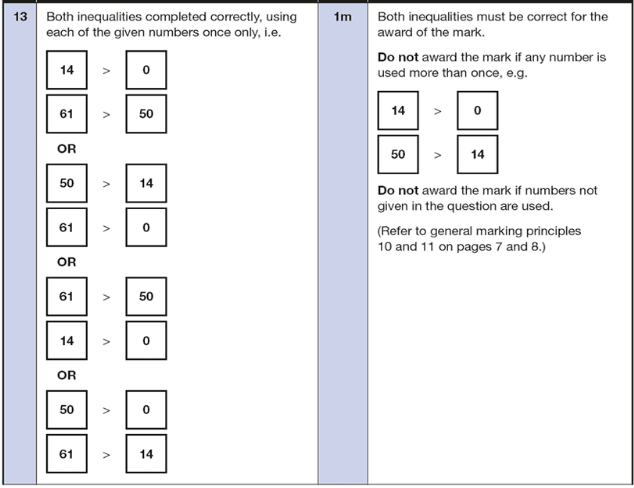 13
Both inequalities completed correctly, using
each of the given numbers once only, i.e.
14 > 0
61 > 50
OR
50 > 14
61 > 0
OR
61 > 50
14 > 0
OR
50 > 0
61 > 14
1m
Both inequalities must be correct for the
award of the mark.
Do not award the mark if any number is
used more than once, e.g.
14 > 0
50 > 14
Do not award the mark if numbers not
given in the question are used.
(Refer to general marking principles
10 and 11 on pages 7 and 8.)